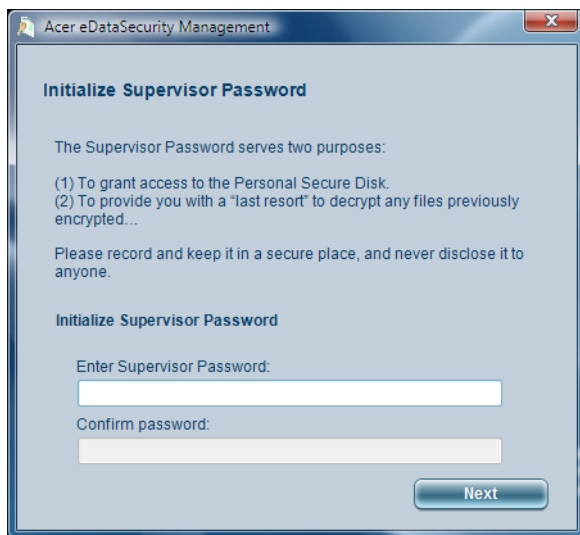 Acer eDataSecurity Management
Initialize Supervisor Password
The Supervisor Password serves two purposes:
(1) To grant access to the Personal Secure Disk.
(2) To provide you with a “last resort” to decrypt any files previously
encrypted...
Please record and keep it in a secure place, and never disclose it to
anyone.
Initialize Supervisor Password
Enter Supervisor Password:
Confirm password:
Next